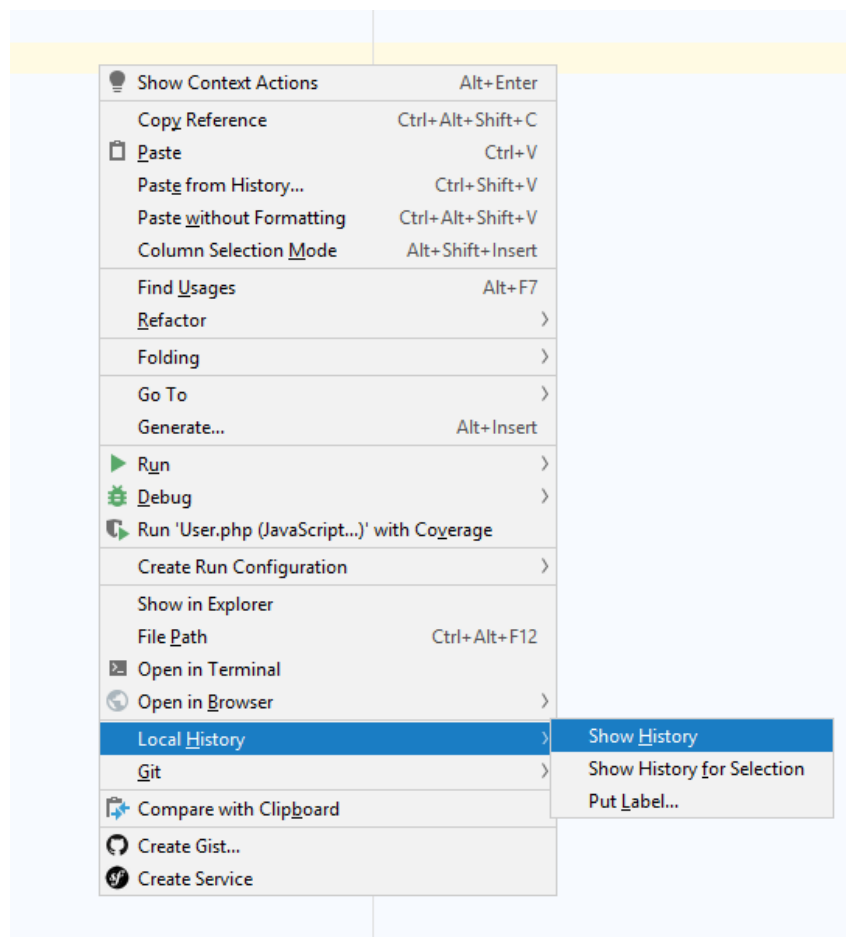 Show Context Actions Alt+Enter
Copy Reference Ctrl+Alt+Shift+C
Paste Ctrl+V
Paste from History... Ctrl+Shift+V
Paste without Formatting Ctrl+Alt+Shift+V
Column Selection Mode Alt+Shift+Insert
Find Usages Alt+F7
Refactor
Folding
Go To
Generate... Alt+Insert
Run
Debug
Run 'User.php (JavaScript...)' with Coverage
Create Run Configuration
Show in Explorer
File Path Ctrl+Alt+F12
Open in Terminal
Open in Browser
Local History
Git
Compare with Clipboard
Create Gist...
Create Service
Show History
Show History for Selection
Put Label...